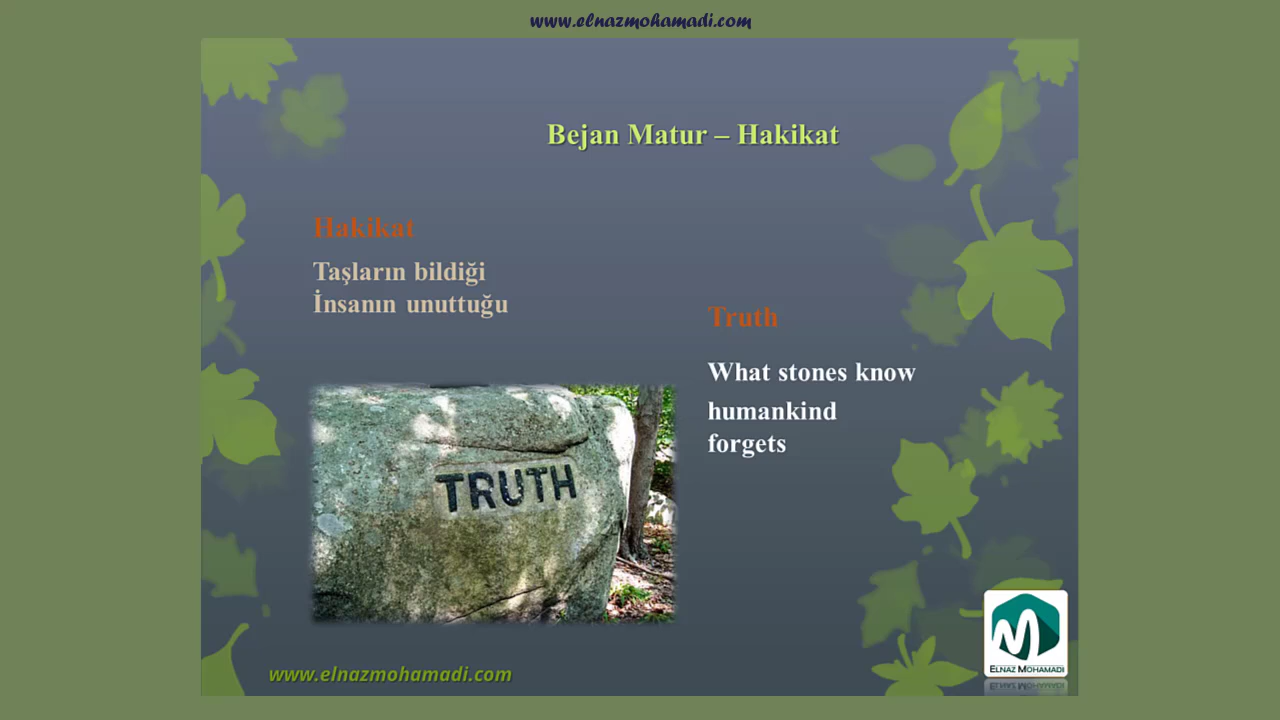 www.elnazmohamadi.com
Bejan Matur – Hakikat
Hakikat
Taşların bildiği
İnsanın unuttuğu
Truth
What stones know
humankind
forgets
TRUTH
ELNAZ MOHAMADI
www.elnazmohamadi.com